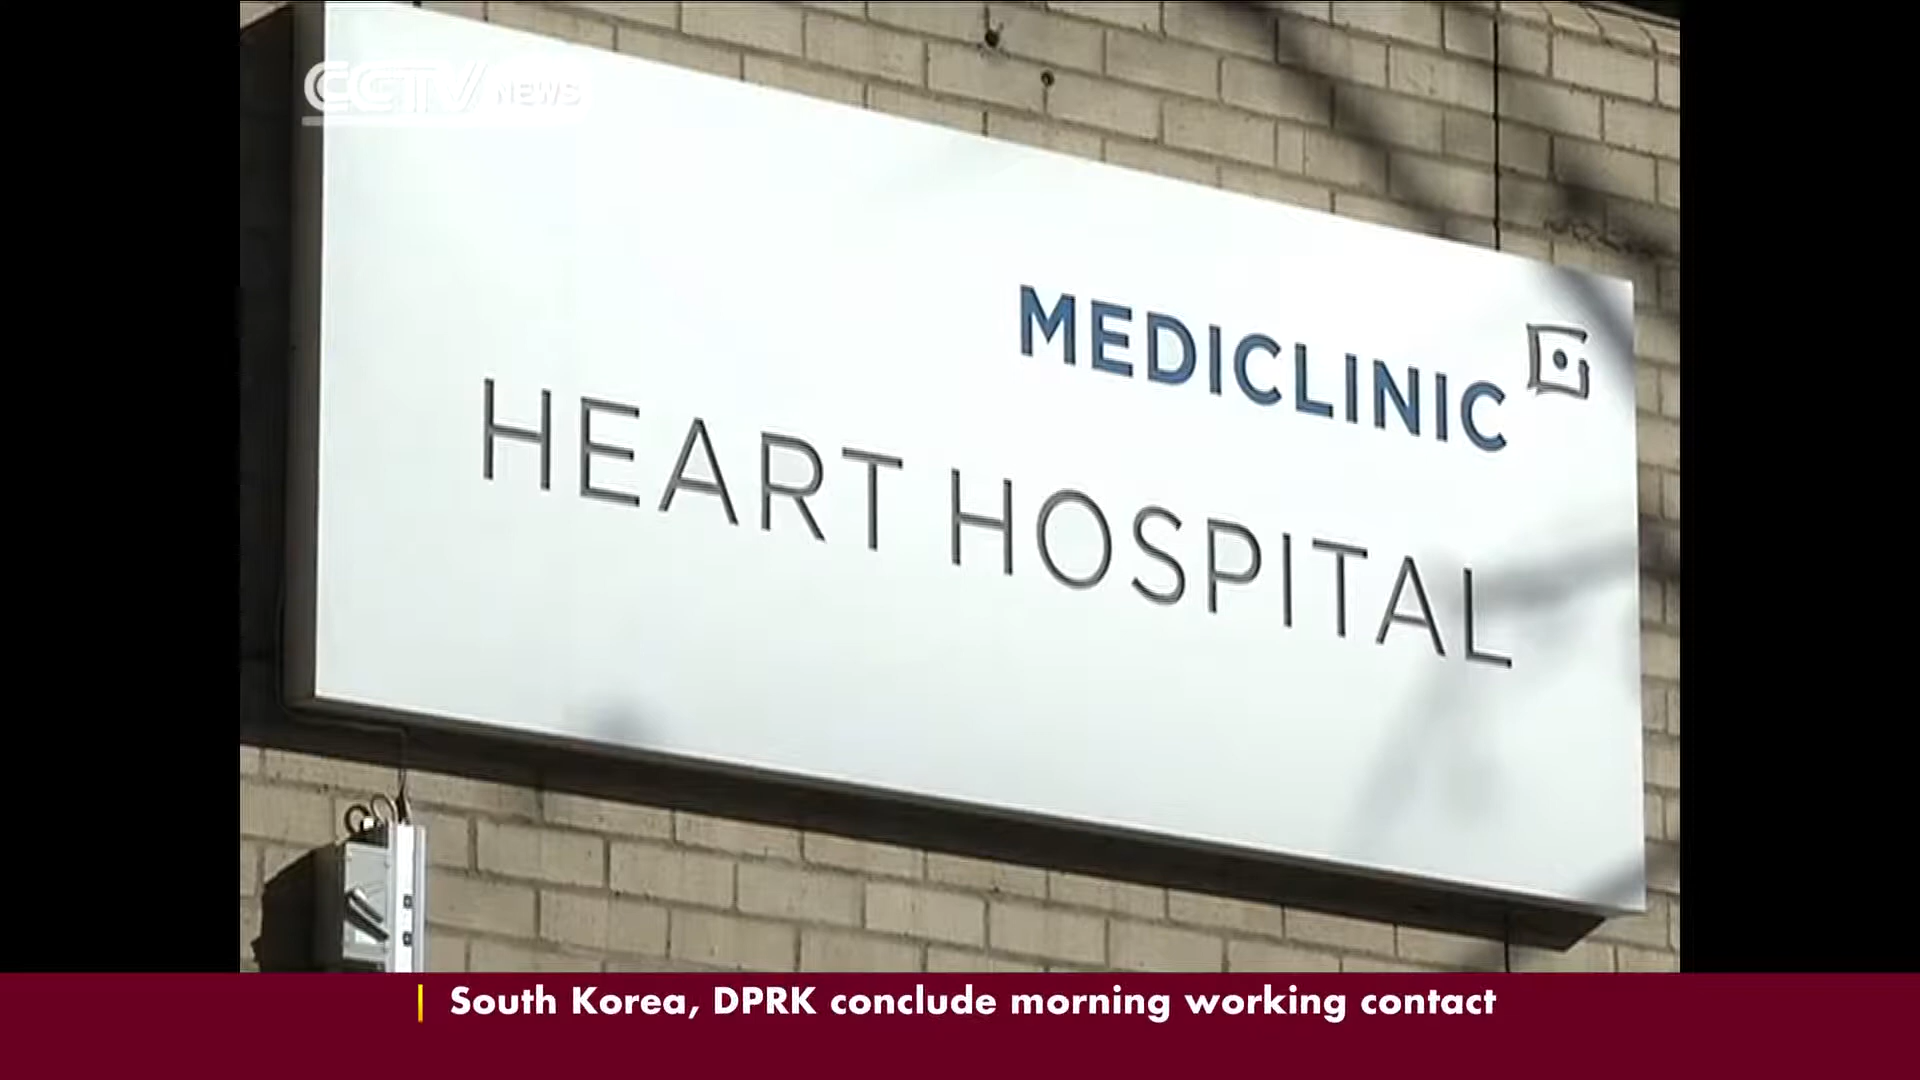 CCTV NEWS
MEDICLINIC
HEART HOSPITAL
South Korea, DPRK conclude morning working contact